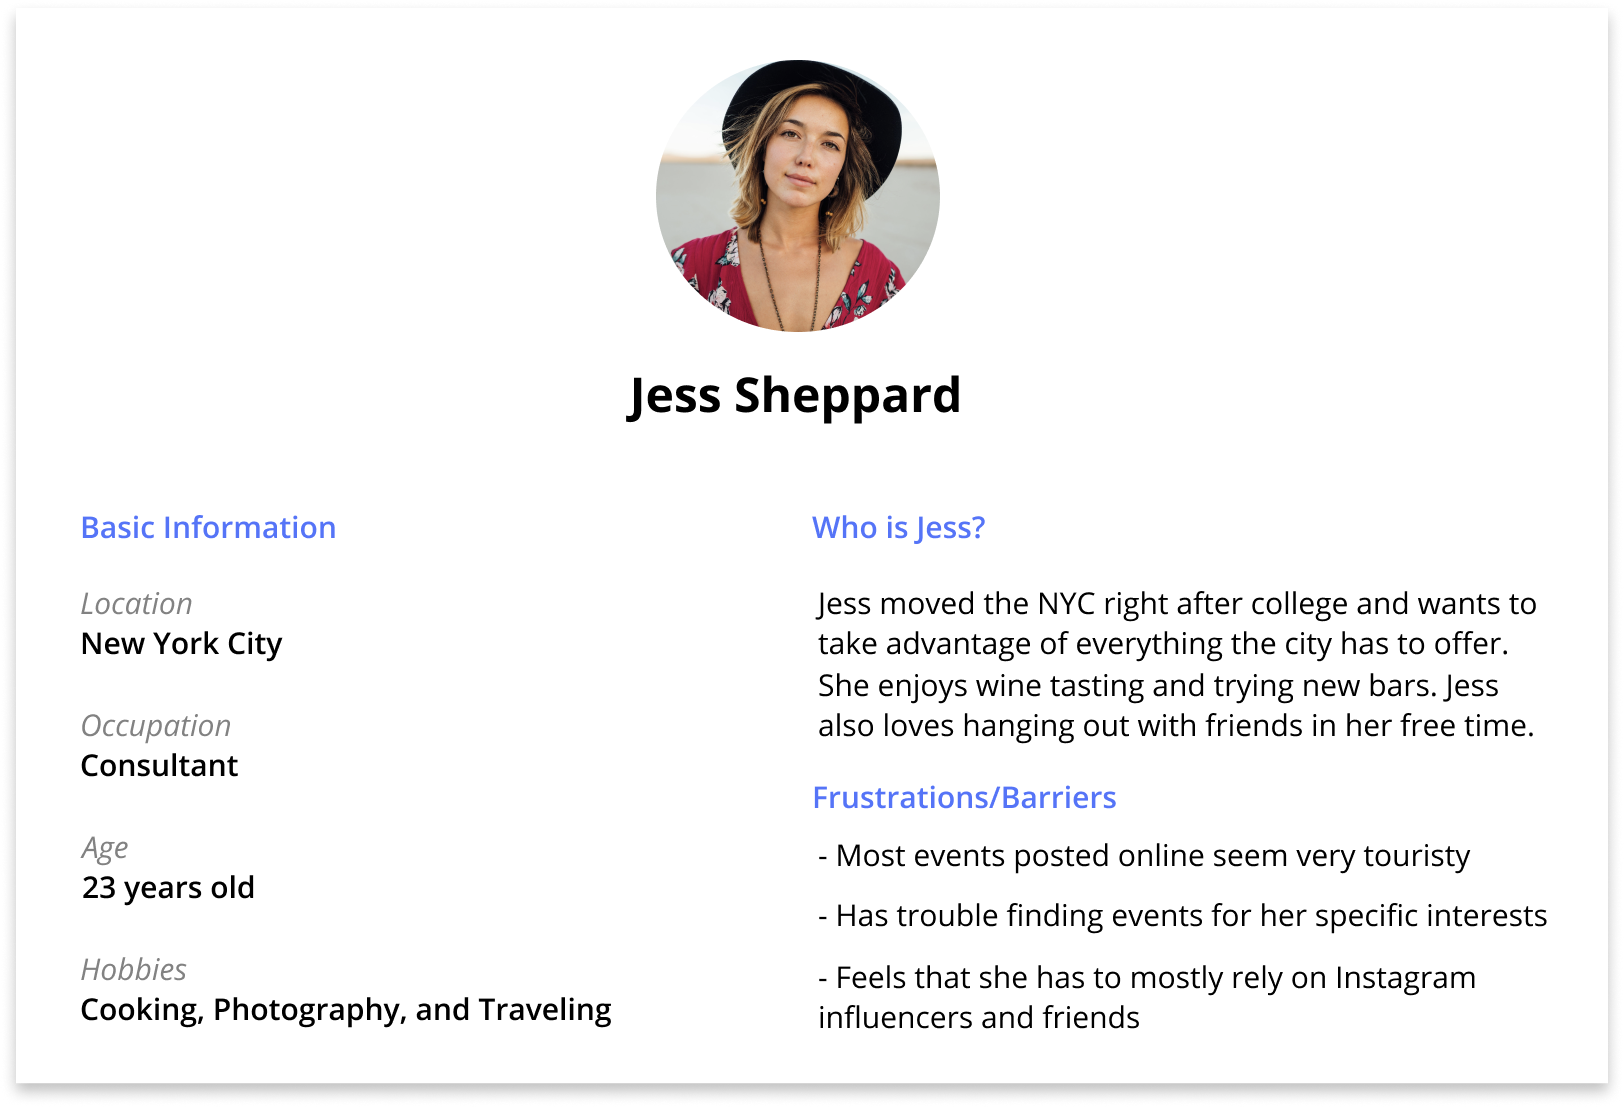 Jess Sheppard
Basic Information
Location
New York City
Occupation
Consultant
Age
23 years old
Hobbies
Cooking, Photography, and Traveling
Who is Jess?
Jess moved the NYC right after college and wants to
take advantage of everything the city has to offer.
She enjoys wine tasting and trying new bars. Jess
also loves hanging out with friends in her free time.
Frustrations/Barriers
- Most events posted online seem very touristy
- Has trouble finding events for her specific interests
- Feels that she has to mostly rely on Instagram
influencers and friends